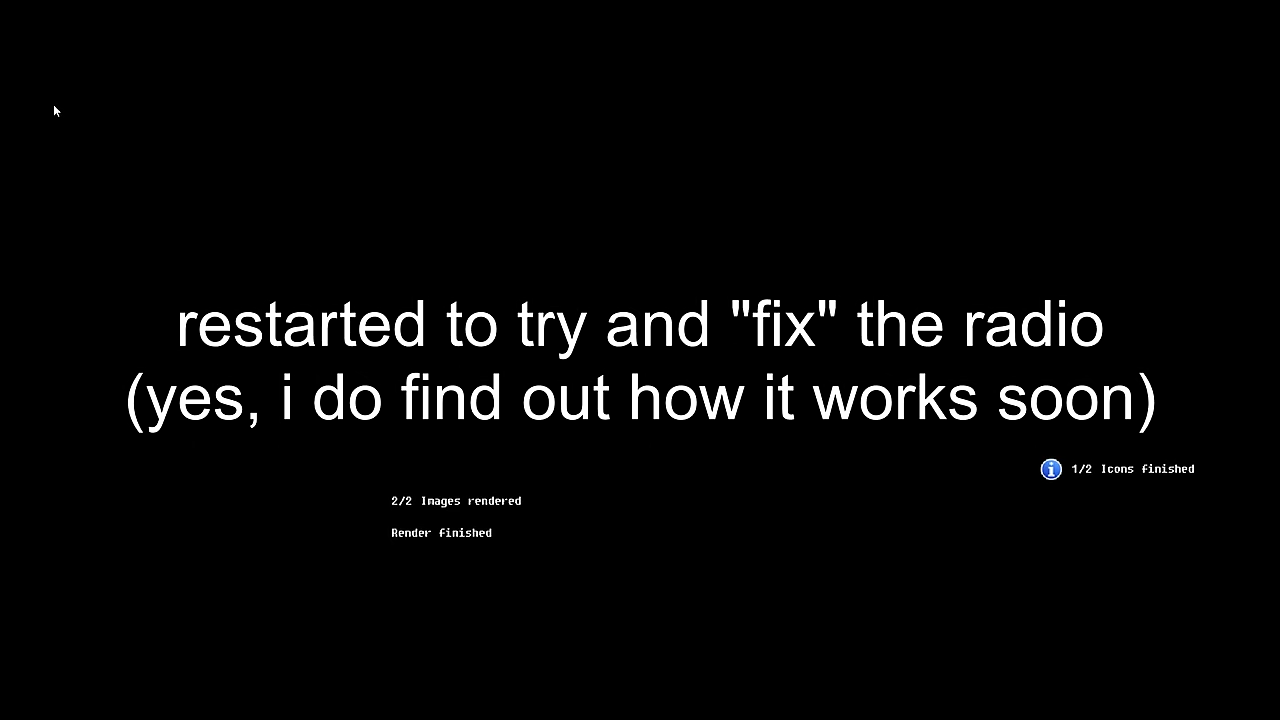 restarted to try and "fix" the radio
(yes, i do find out how it works soon)
1/2 Icons finished
2/2 Images rendered
Render finished